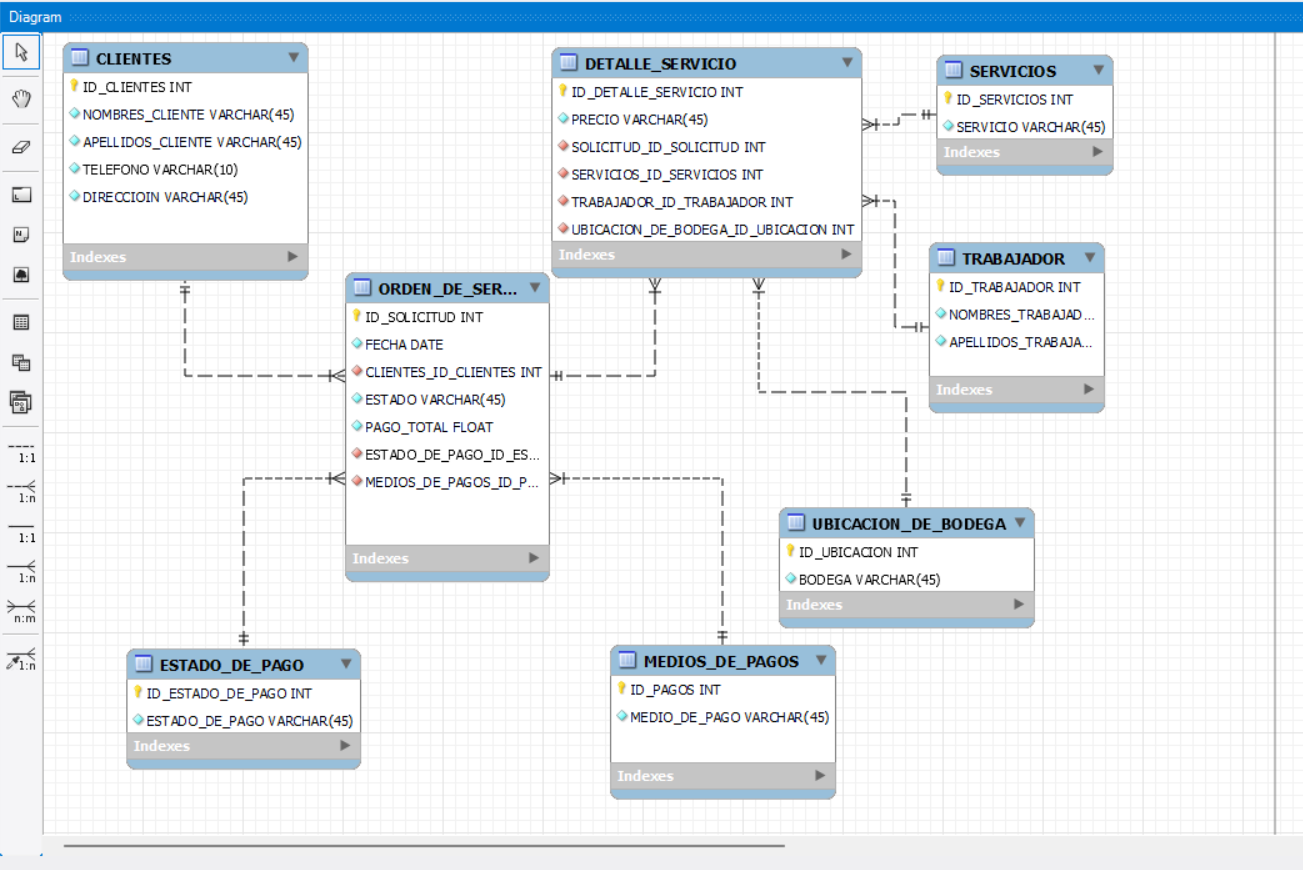 Diagram
CLIENTES
ID_CLIENTES INT
NOMBRES_CLIENTE VARCHAR(45)
APELLIDOS_CLIENTE VARCHAR(45)
TELEFONO VARCHAR(10)
DIRECCIOIN VARCHAR(45)
Indexes
DETALLE_SERVICIO
ID_DETALLE_SERVICIO INT
PRECIO VARCHAR(45)
SOLICITUD_ID_SOLICITUD INT
SERVICIOS_ID_SERVICIOS INT
TRABAJADOR_ID_TRABAJADOR INT
UBICACION_DE_BODEGA_ID_UBICACION INT
Indexes
SERVICIOS
ID_SERVICIOS INT
SERVICIO VARCHAR(45)
Indexes
TRABAJADOR
ID_TRABAJADOR INT
NOMBRES_TRABAJAD...
APELLIDOS_TRABAJA...
Indexes
ORDEN_DE_SER...
ID_SOLICITUD INT
FECHA DATE
CLIENTES_ID_CLIENTES INT
ESTADO VARCHAR(45)
PAGO_TOTAL FLOAT
ESTADO_DE_PAGO_ID_ES...
MEDIOS_DE_PAGOS_ID_P...
Indexes
UBICACION_DE_BODEGA
ID_UBICACION INT
BODEGA VARCHAR(45)
Indexes
ESTADO_DE_PAGO
ID_ESTADO_DE_PAGO INT
ESTADO_DE_PAGO VARCHAR(45)
Indexes
MEDIOS_DE_PAGOS
ID_PAGOS INT
MEDIO_DE_PAGO VARCHAR(45)
Indexes
1:1
1:n
1:1
1:n
n:m
1:n